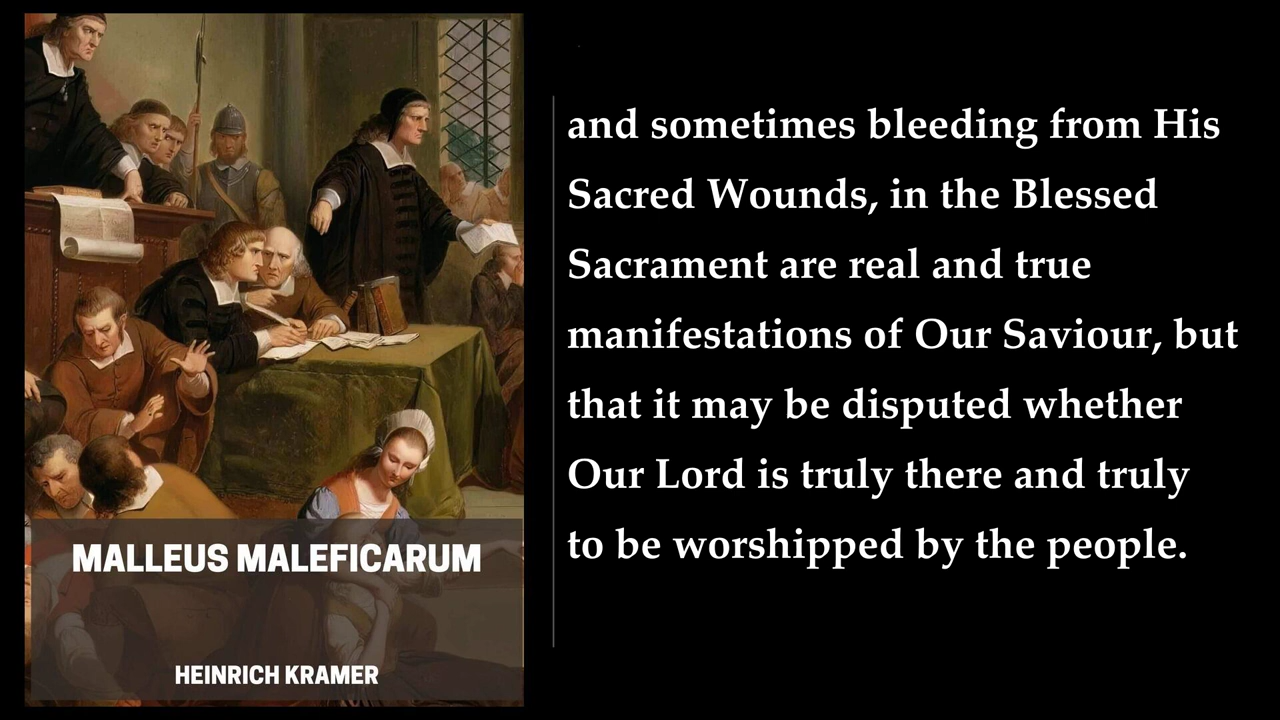 MALLEUS MALEFICARUM
HEINRICH KRAMER
and sometimes bleeding from His
Sacred Wounds, in the Blessed
Sacrament are real and true
manifestations of Our Saviour, but
that it may be disputed whether
Our Lord is truly there and truly
to be worshipped by the people.